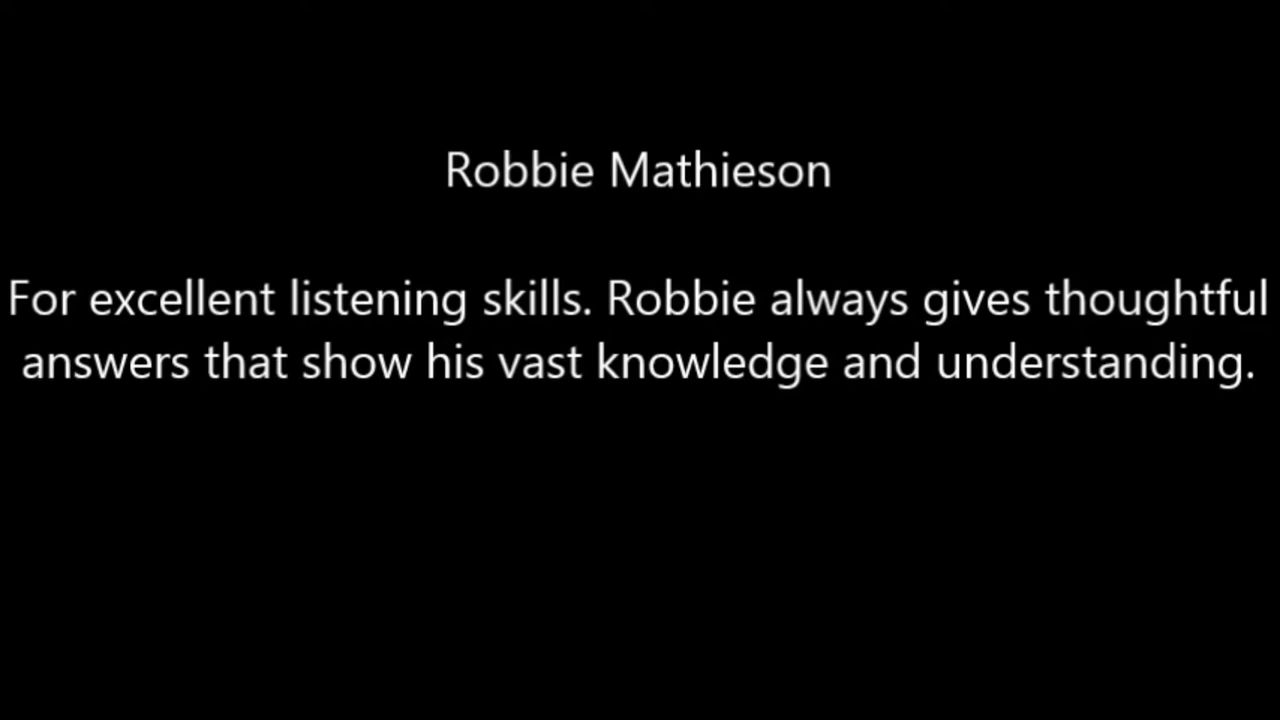 Robbie Mathieson
For excellent listening skills. Robbie always gives thoughtful
answers that show his vast knowledge and understanding.